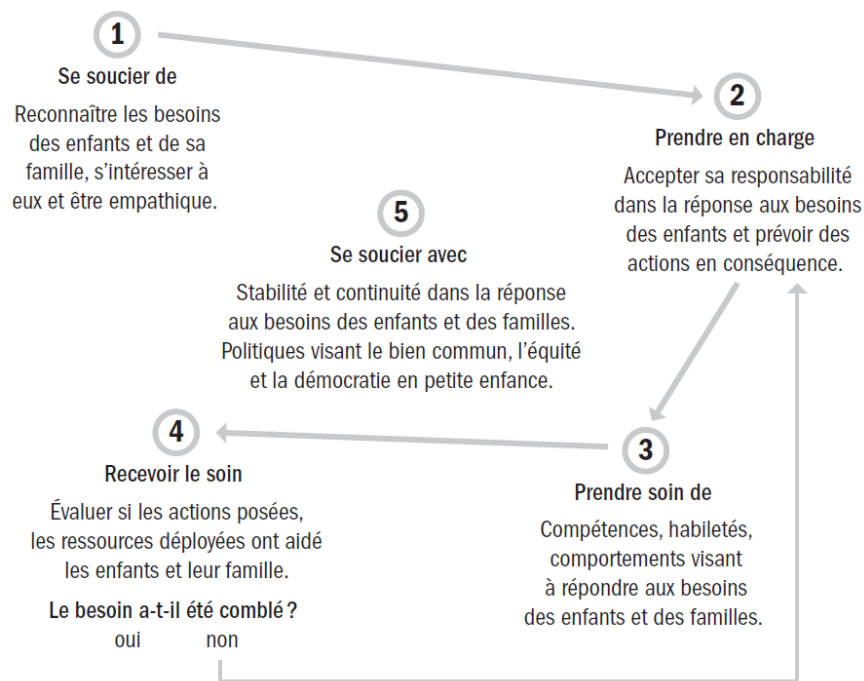 1
Se soucier de
Reconnaître les besoins
des enfants et de sa
famille, s'intéresser à
eux et être empathique.
2
Prendre en charge
Accepter sa responsabilité
dans la réponse aux besoins
des enfants et prévoir des
actions en conséquence.
5
Se soucier avec
Stabilité et continuité dans la réponse
aux besoins des enfants et des familles.
Politiques visant le bien commun, l'équité
et la démocratie en petite enfance.
3
Prendre soin de
Compétences, habiletés,
comportements visant
à répondre aux besoins
des enfants et des familles.
4
Recevoir le soin
Évaluer si les actions posées,
les ressources déployées ont aidé
les enfants et leur famille.
Le besoin a-t-il été comblé ?
oui non